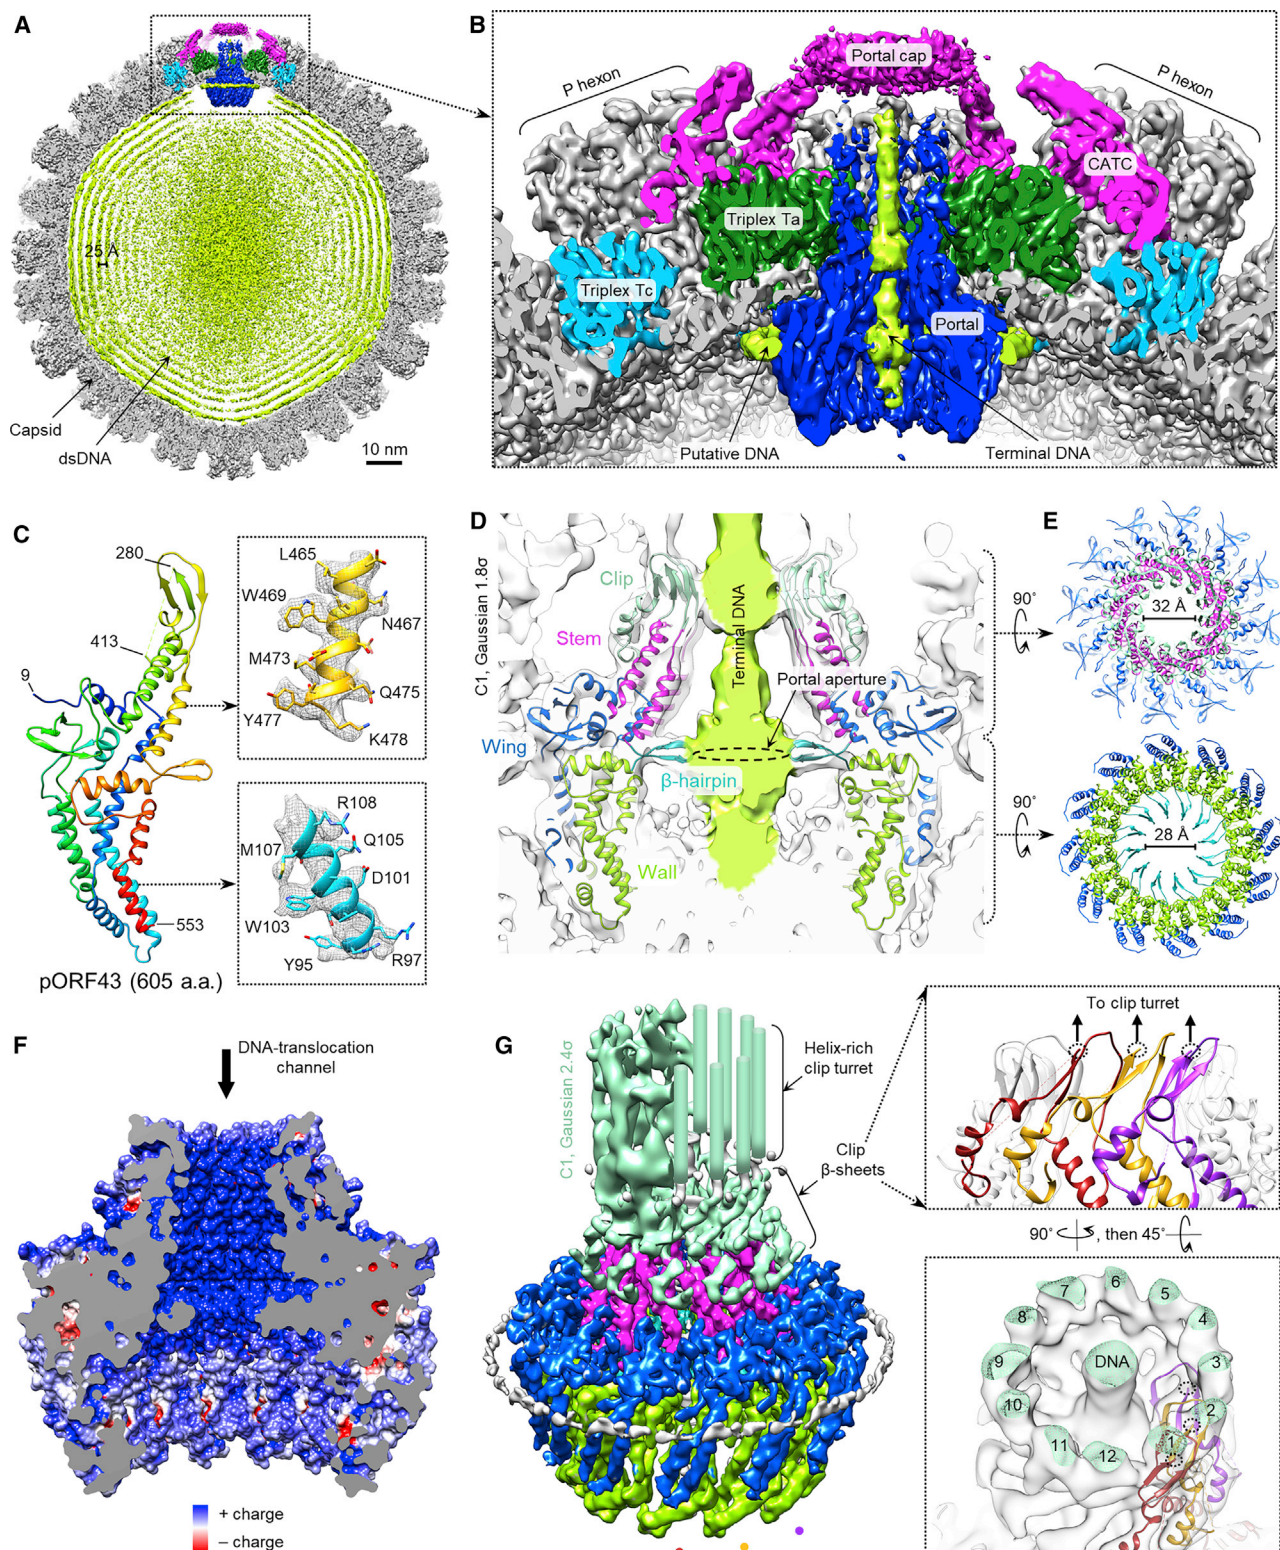 A
25 Å
Capsid
dsDNA
10 nm
B
P hexon
Portal cap
P hexon
CATC
Triplex Ta
Triplex Tc
Portal
Putative DNA
Terminal DNA
C
280
413
9
553
pORF43 (605 a.a.)
L465
W469
N467
M473
Q475
Y477
K478
R108
Q105
M107
D101
W103
Y95
R97
D
C1, Gaussian 1.8σ
Clip
Stem
Terminal DNA
Portal aperture
Wing
β-hairpin
Wall
90˚
90˚
E
32 Å
28 Å
F
DNA-translocation
channel
+ charge
– charge
G
C1, Gaussian 2.4σ
Helix-rich
clip turret
Clip
β-sheets
To clip turret
90˚ , then 45˚
6
7
5
8
4
9
DNA
3
10
2
11
12
1